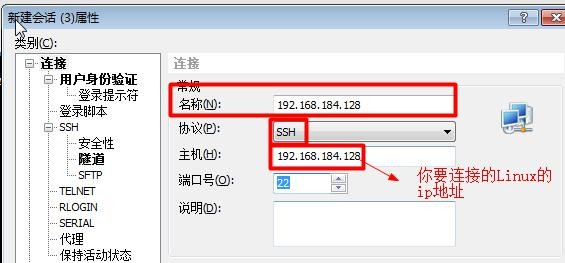 新建会话 (3)属性
类别(C):
连接
用户身份验证
登录提示符
登录脚本
SSH
安全性
隧道
SFTP
TELNET
RLOGIN
SERIAL
代理
保持活动状态
连接
常规
名称(N): 192.168.184.128
协议(P): SSH
主机(H): 192.168.184.128
端口号(O): 22
说明(D):
你要连接的Linux的
ip地址